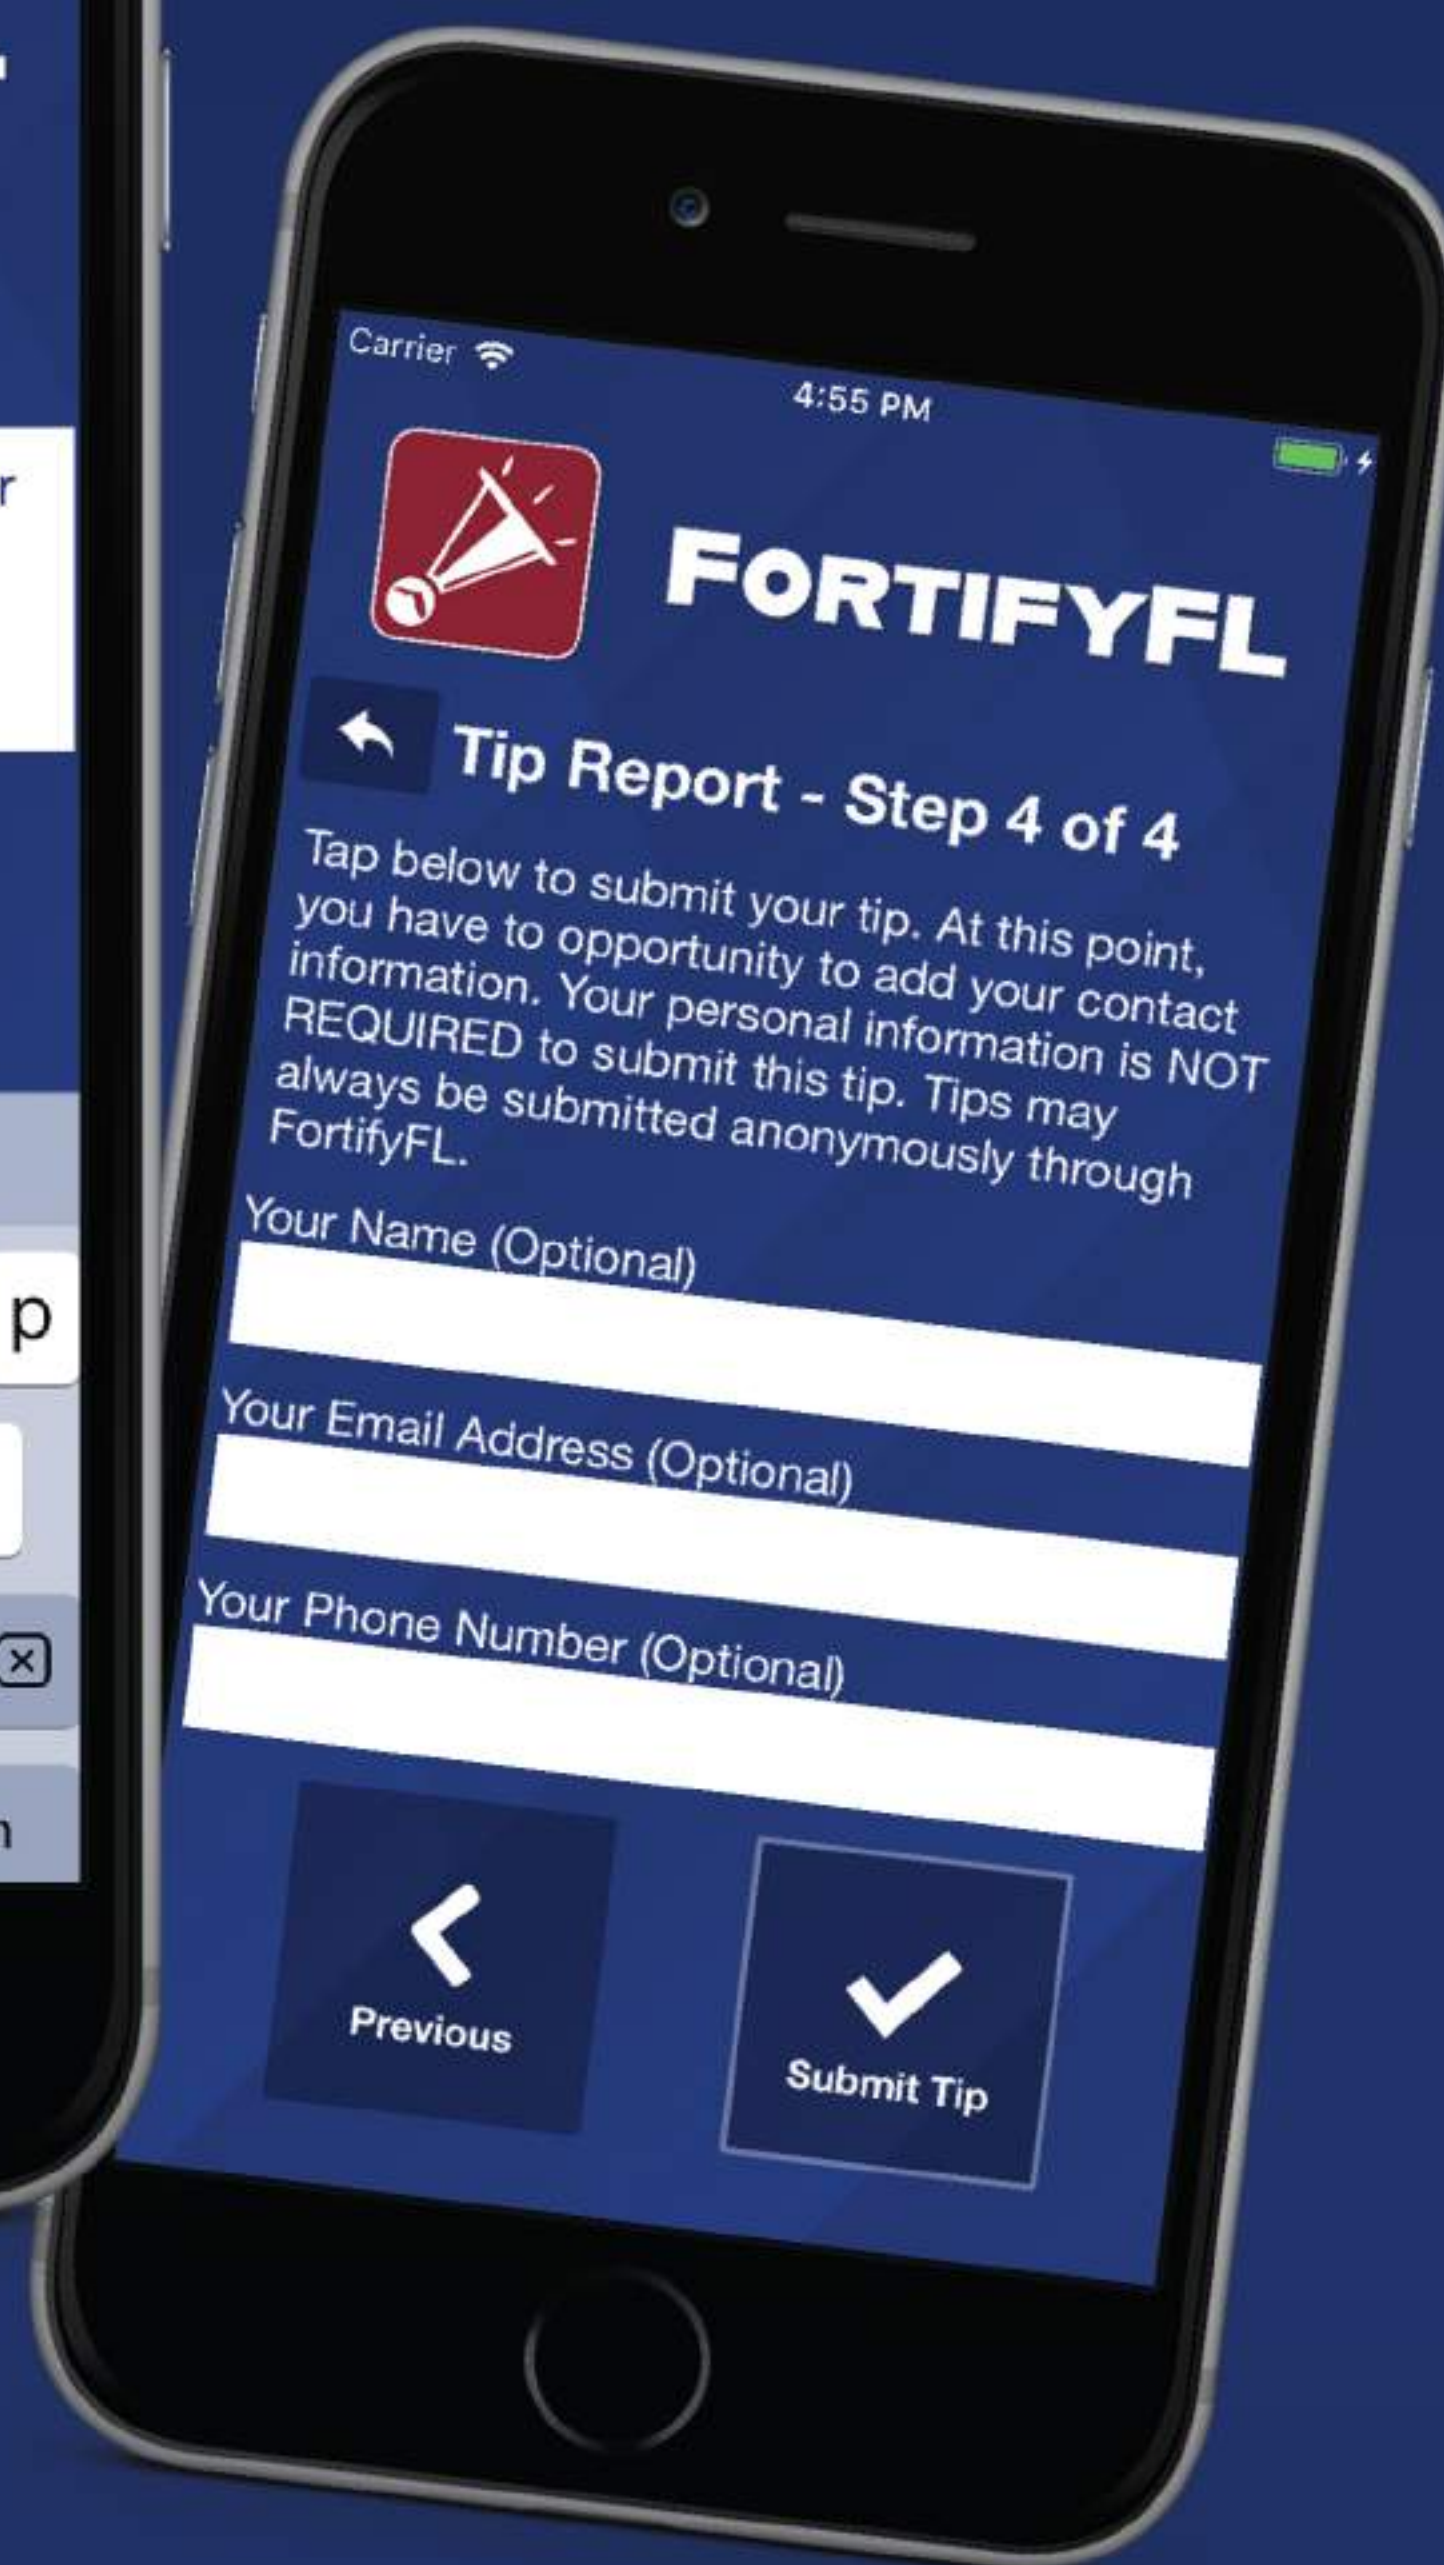 r
p
n
Carrier
4:55 PM
FORTIFYFL
Tip Report - Step 4 of 4
Tap below to submit your tip. At this point,
you have to opportunity to add your contact
information. Your personal information is NOT
REQUIRED to submit this tip. Tips may
always be submitted anonymously through
FortifyFL.
Your Name (Optional)
Your Email Address (Optional)
Your Phone Number (Optional)
Previous
Submit Tip